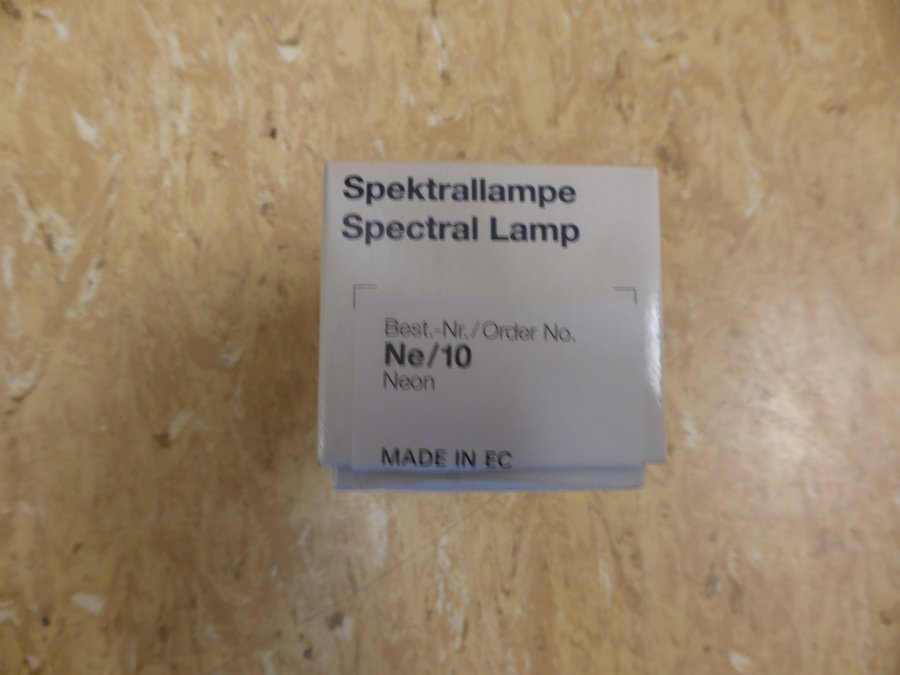 Spektrallampe
Spectral Lamp
Best.-Nr./Order No.
Ne/10
Neon
MADE IN EC